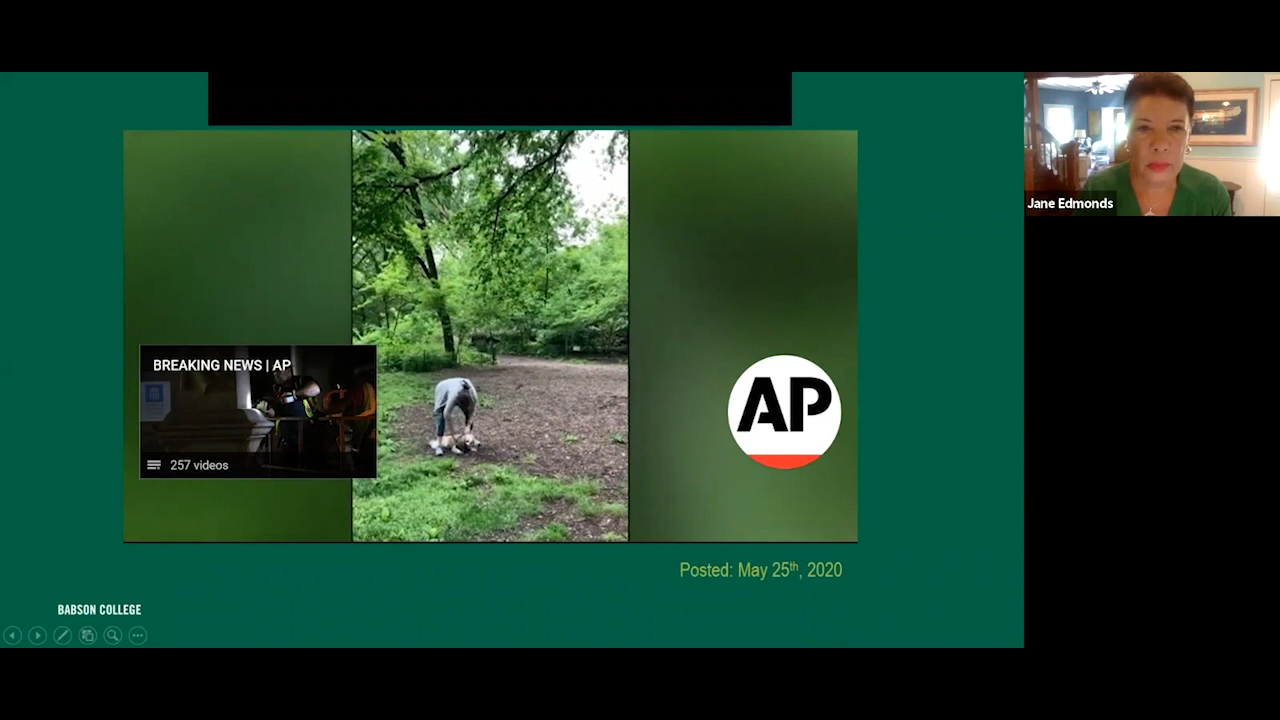 Jane Edmonds
BREAKING NEWS | AP
257 videos
AP
Posted: May 25th, 2020
BABSON COLLEGE